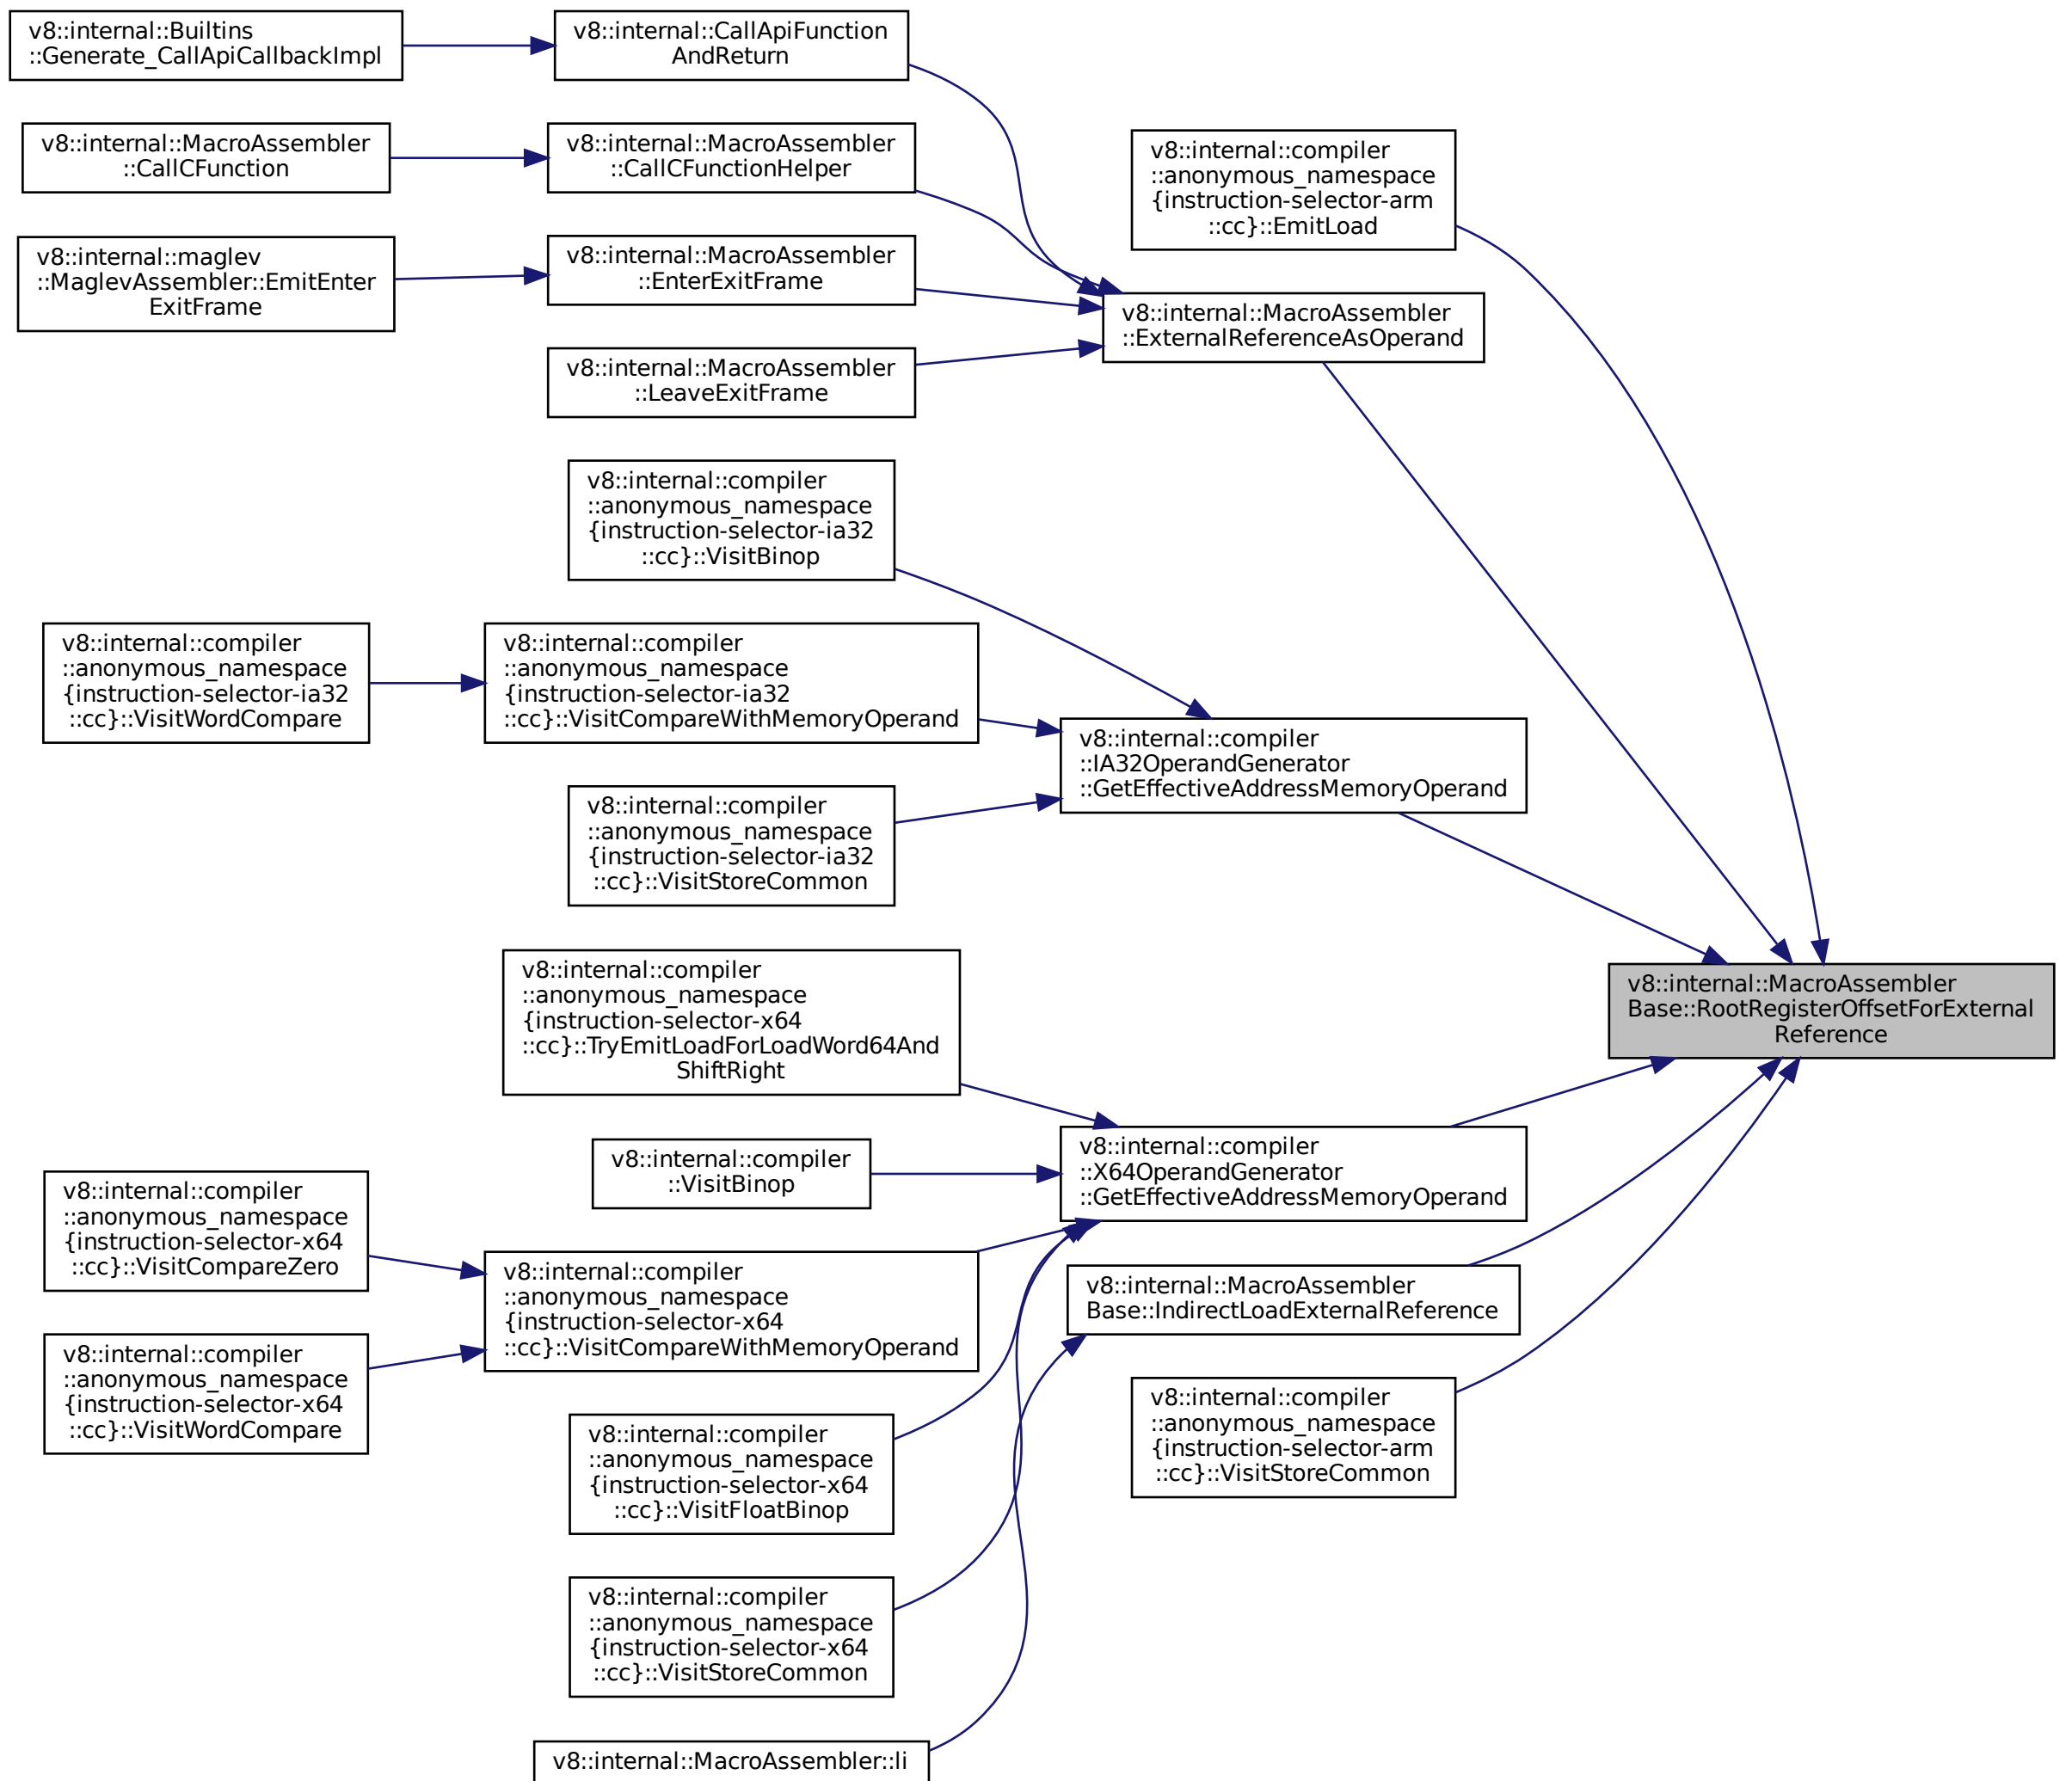 v8::internal::Builtins
::Generate_CallApiCallbackImpl
v8::internal::CallApiFunction
AndReturn
v8::internal::MacroAssembler
::CallCFunction
v8::internal::MacroAssembler
::CallCFunctionHelper
v8::internal::compiler
::anonymous_namespace
{instruction-selector-arm
::cc}::EmitLoad
v8::internal::maglev
::MaglevAssembler::EmitEnter
ExitFrame
v8::internal::MacroAssembler
::EnterExitFrame
v8::internal::MacroAssembler
::ExternalReferenceAsOperand
v8::internal::MacroAssembler
::LeaveExitFrame
v8::internal::compiler
::anonymous_namespace
{instruction-selector-ia32
::cc}::VisitBinop
v8::internal::compiler
::anonymous_namespace
{instruction-selector-ia32
::cc}::VisitWordCompare
v8::internal::compiler
::anonymous_namespace
{instruction-selector-ia32
::cc}::VisitCompareWithMemoryOperand
v8::internal::compiler
::IA32OperandGenerator
::GetEffectiveAddressMemoryOperand
v8::internal::compiler
::anonymous_namespace
{instruction-selector-ia32
::cc}::VisitStoreCommon
v8::internal::compiler
::anonymous_namespace
{instruction-selector-x64
::cc}::TryEmitLoadForLoadWord64And
ShiftRight
v8::internal::MacroAssembler
Base::RootRegisterOffsetForExternal
Reference
v8::internal::compiler
::VisitBinop
v8::internal::compiler
::X64OperandGenerator
::GetEffectiveAddressMemoryOperand
v8::internal::compiler
::anonymous_namespace
{instruction-selector-x64
::cc}::VisitCompareZero
v8::internal::compiler
::anonymous_namespace
{instruction-selector-x64
::cc}::VisitCompareWithMemoryOperand
v8::internal::MacroAssembler
Base::IndirectLoadExternalReference
v8::internal::compiler
::anonymous_namespace
{instruction-selector-x64
::cc}::VisitWordCompare
v8::internal::compiler
::anonymous_namespace
{instruction-selector-x64
::cc}::VisitFloatBinop
v8::internal::compiler
::anonymous_namespace
{instruction-selector-arm
::cc}::VisitStoreCommon
v8::internal::compiler
::anonymous_namespace
{instruction-selector-x64
::cc}::VisitStoreCommon
v8::internal::MacroAssembler::li